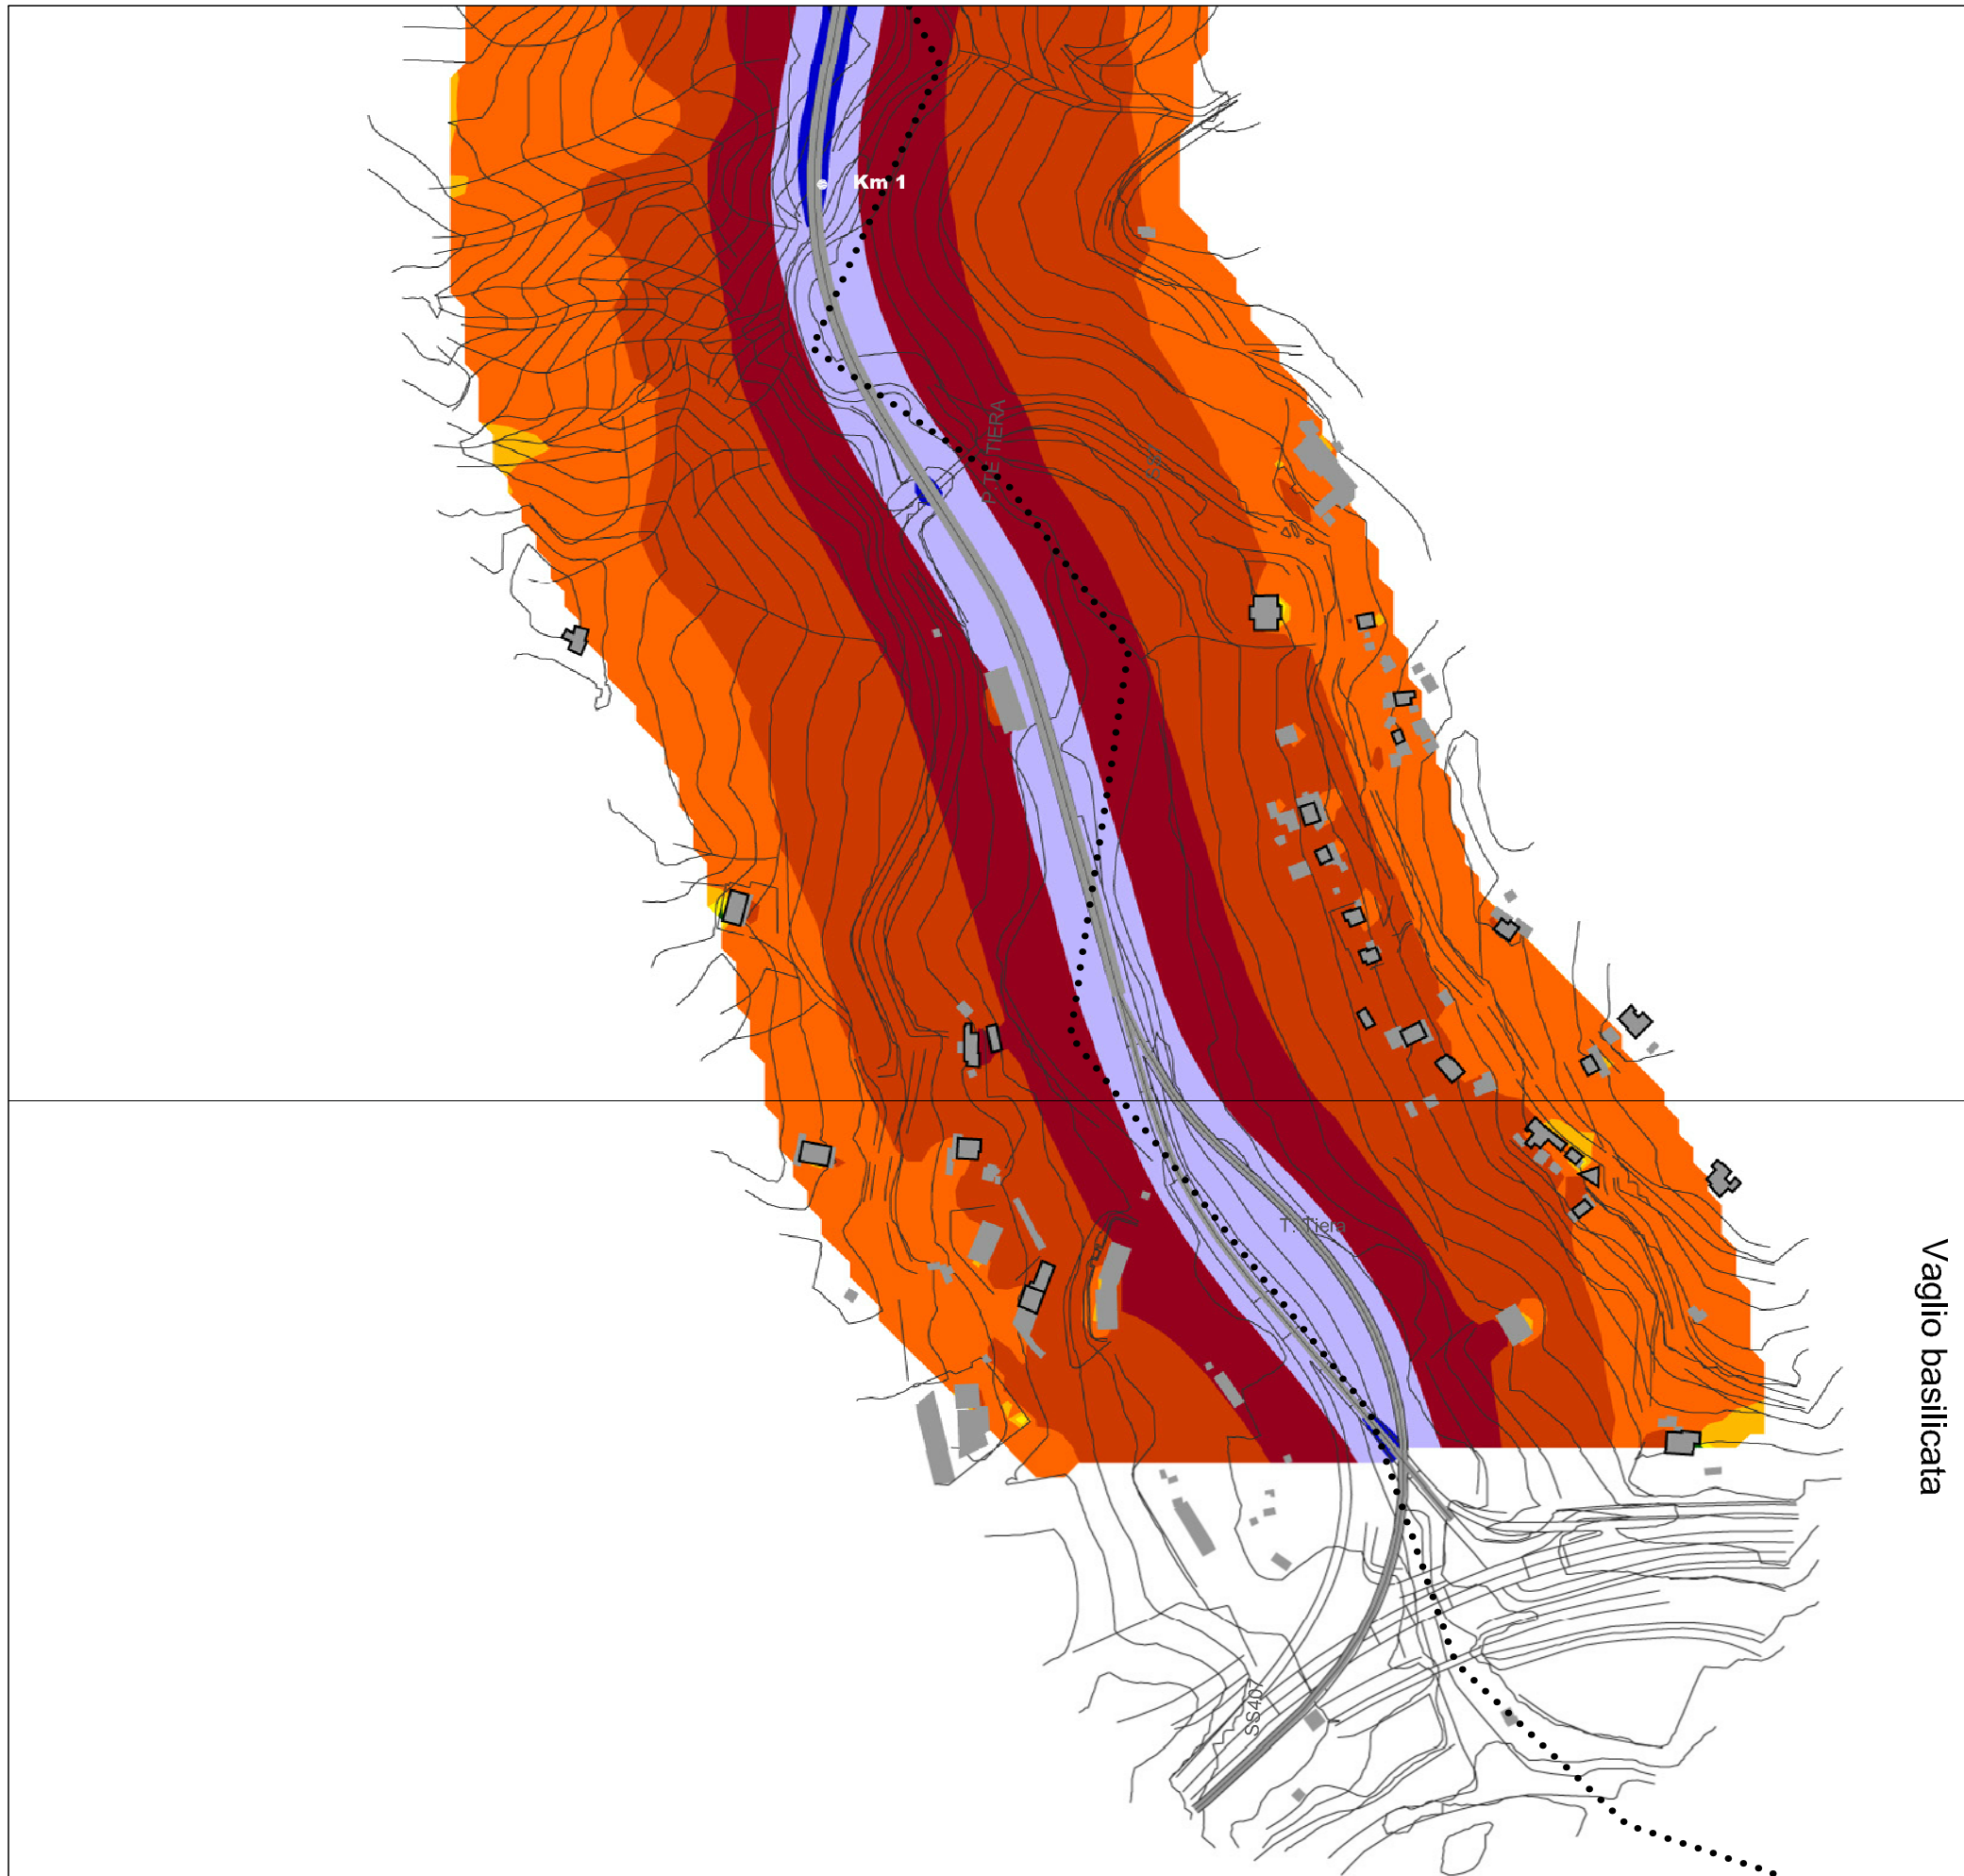 Km 1
P.TE TIERA
T. Tiera
Vaglio basilicata
SS407